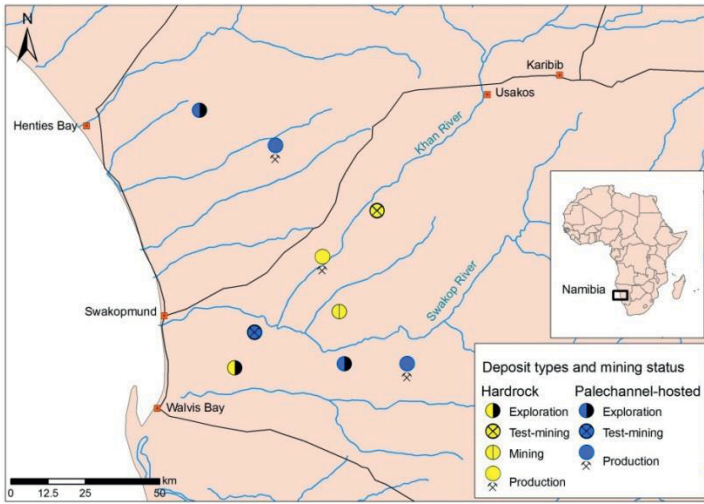 N
Karibib
Usakos
Henties Bay
Khan River
Namibia
Swakop River
Swakopmund
Deposit types and mining status
Hardrock Palechannel-hosted
Exploration Exploration
Test-mining Test-mining
Mining
Production Production
Walvis Bay
km
0 12.5 25 50